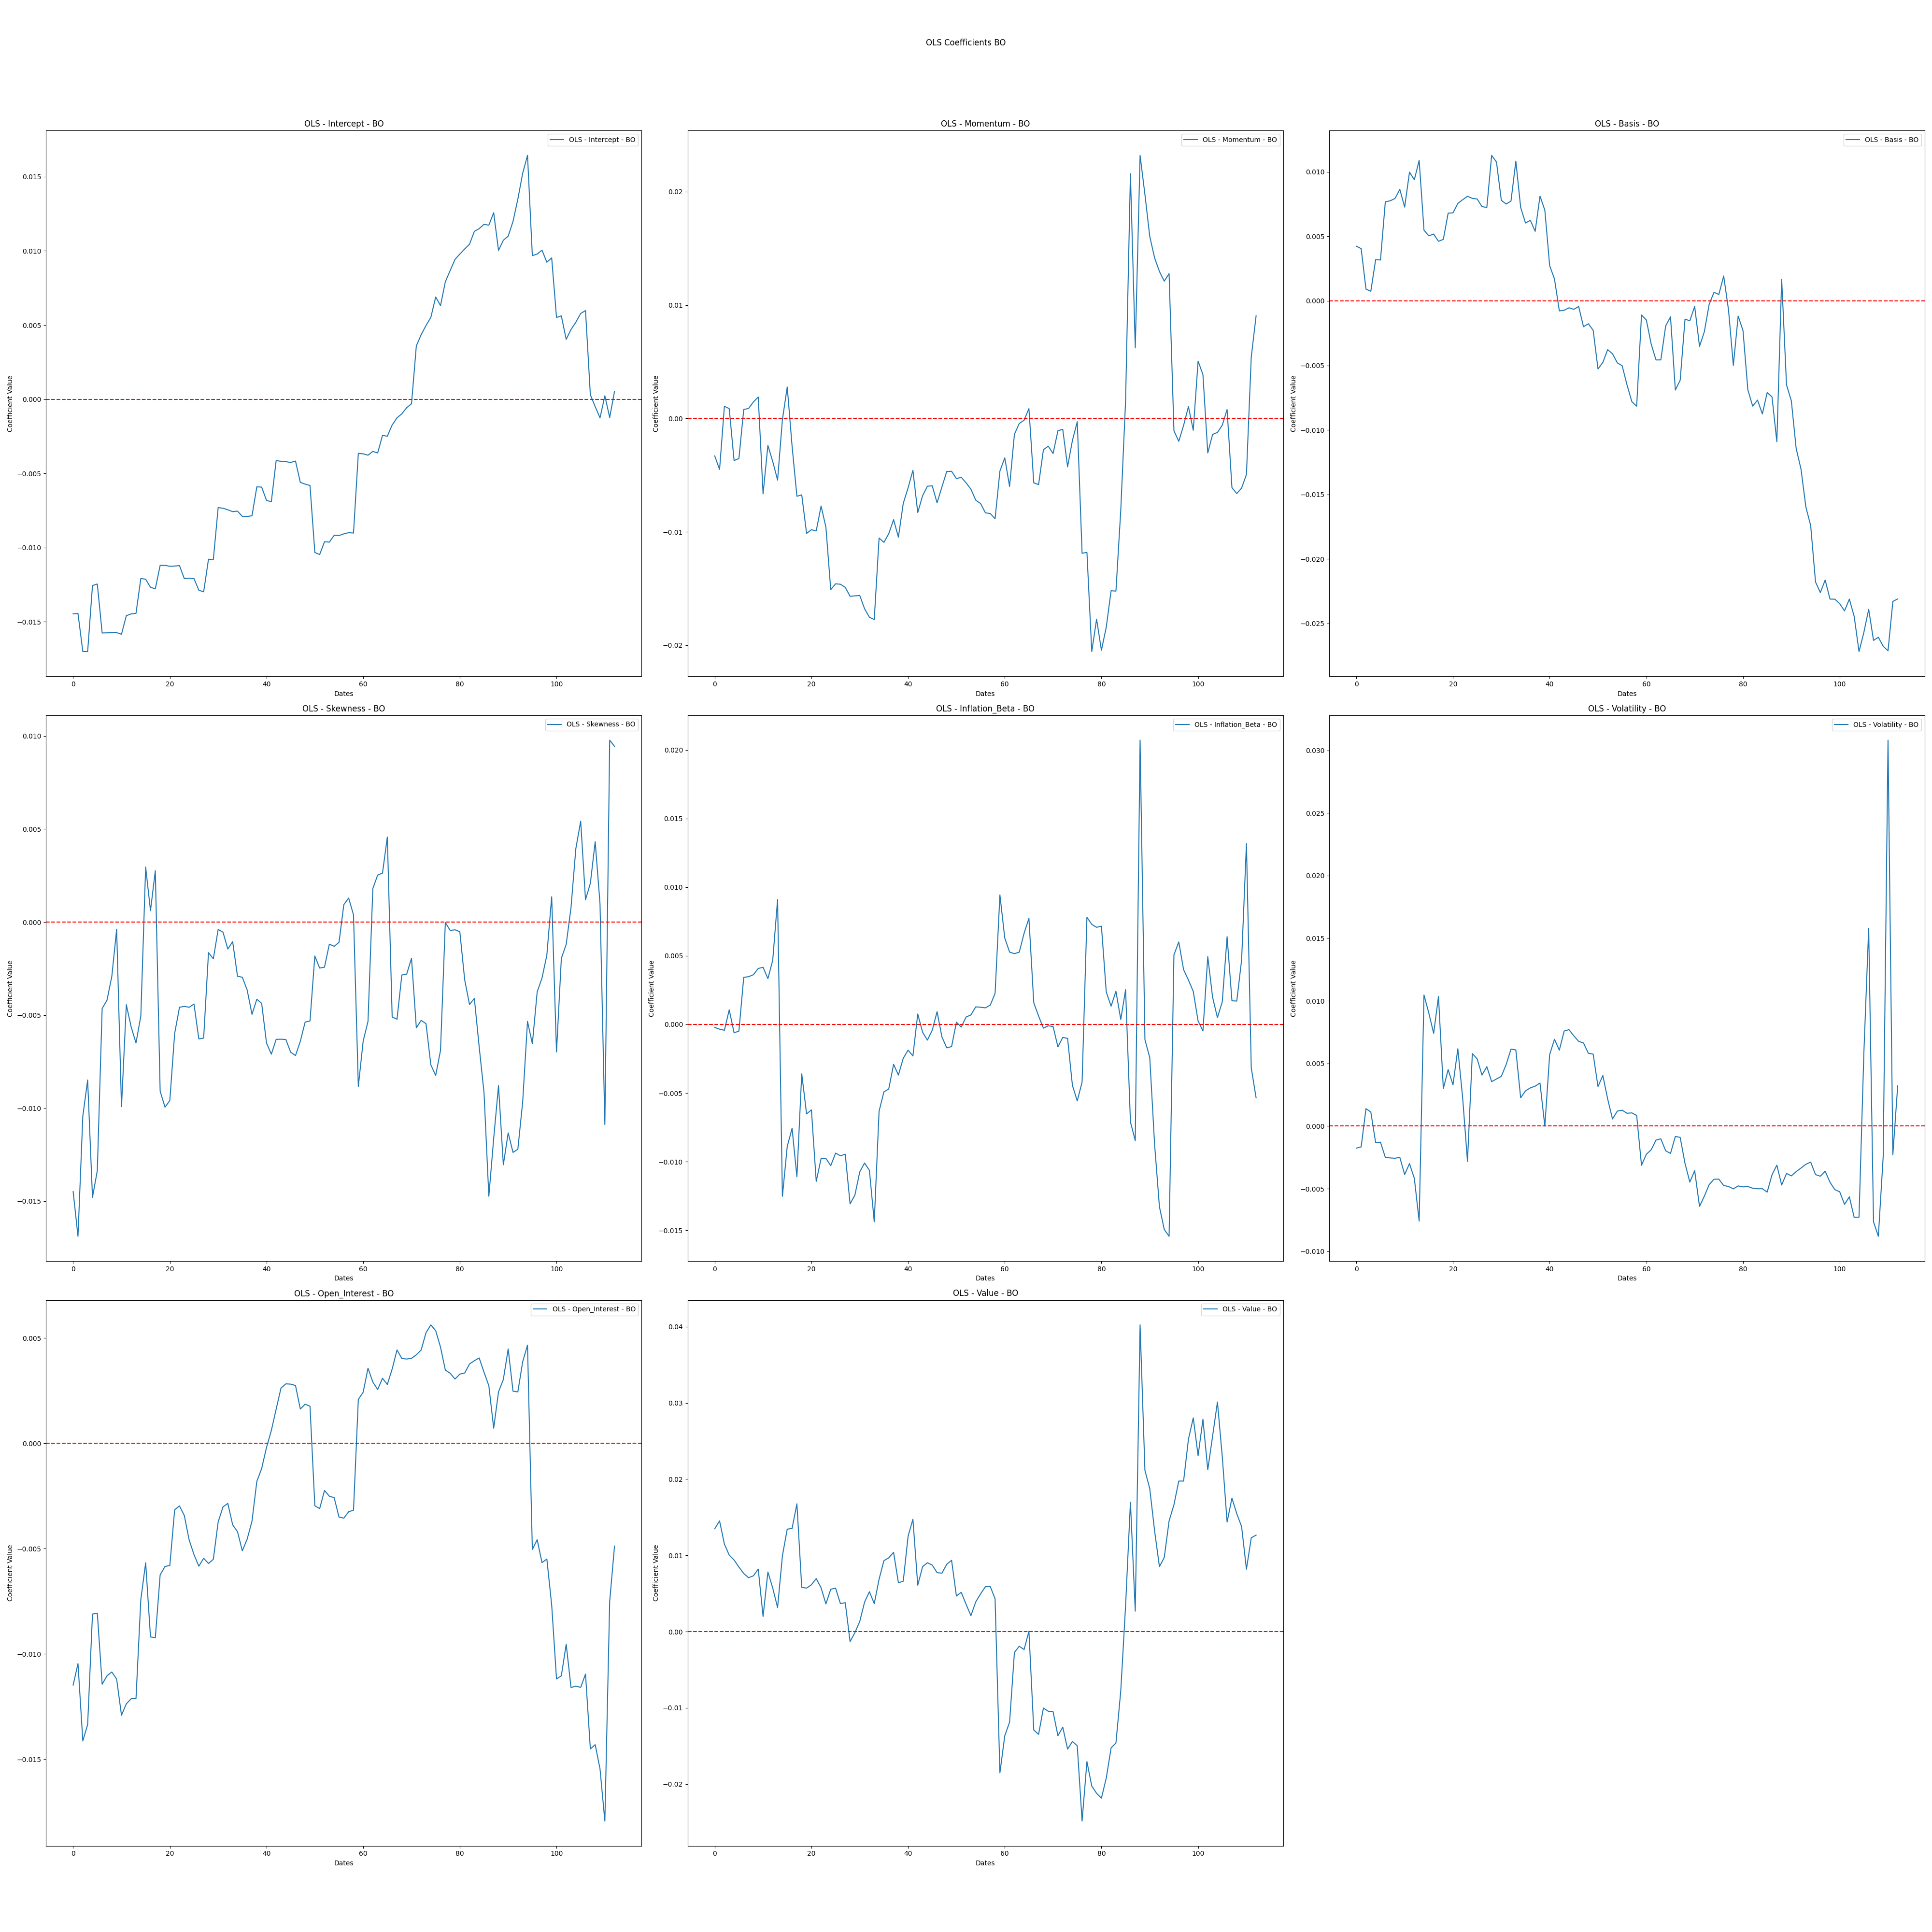 OLS Coefficients BO
OLS - Intercept - BO
OLS - Intercept - BO
0.015
0.010
0.005
0.000
−0.005
−0.010
−0.015
Coefficient Value
0 20 40 60 80 100
Dates
OLS - Momentum - BO
OLS - Momentum - BO
0.02
0.01
0.00
−0.01
−0.02
Coefficient Value
0 20 40 60 80 100
Dates
OLS - Basis - BO
OLS - Basis - BO
0.010
0.005
0.000
−0.005
−0.010
−0.015
−0.020
−0.025
Coefficient Value
0 20 40 60 80 100
Dates
OLS - Skewness - BO
OLS - Skewness - BO
0.010
0.005
0.000
−0.005
−0.010
−0.015
Coefficient Value
0 20 40 60 80 100
Dates
OLS - Inflation_Beta - BO
OLS - Inflation_Beta - BO
0.020
0.015
0.010
0.005
0.000
−0.005
−0.010
−0.015
Coefficient Value
0 20 40 60 80 100
Dates
OLS - Volatility - BO
OLS - Volatility - BO
0.030
0.025
0.020
0.015
0.010
0.005
0.000
−0.005
−0.010
Coefficient Value
0 20 40 60 80 100
Dates
OLS - Open_Interest - BO
OLS - Open_Interest - BO
0.005
0.000
−0.005
−0.010
−0.015
Coefficient Value
0 20 40 60 80 100
Dates
OLS - Value - BO
OLS - Value - BO
0.04
0.03
0.02
0.01
0.00
−0.01
−0.02
Coefficient Value
0 20 40 60 80 100
Dates